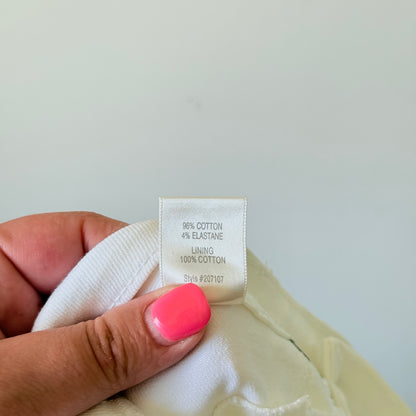 96% COTTON
4% ELASTANE
LINING
100% COTTON
Style #207107